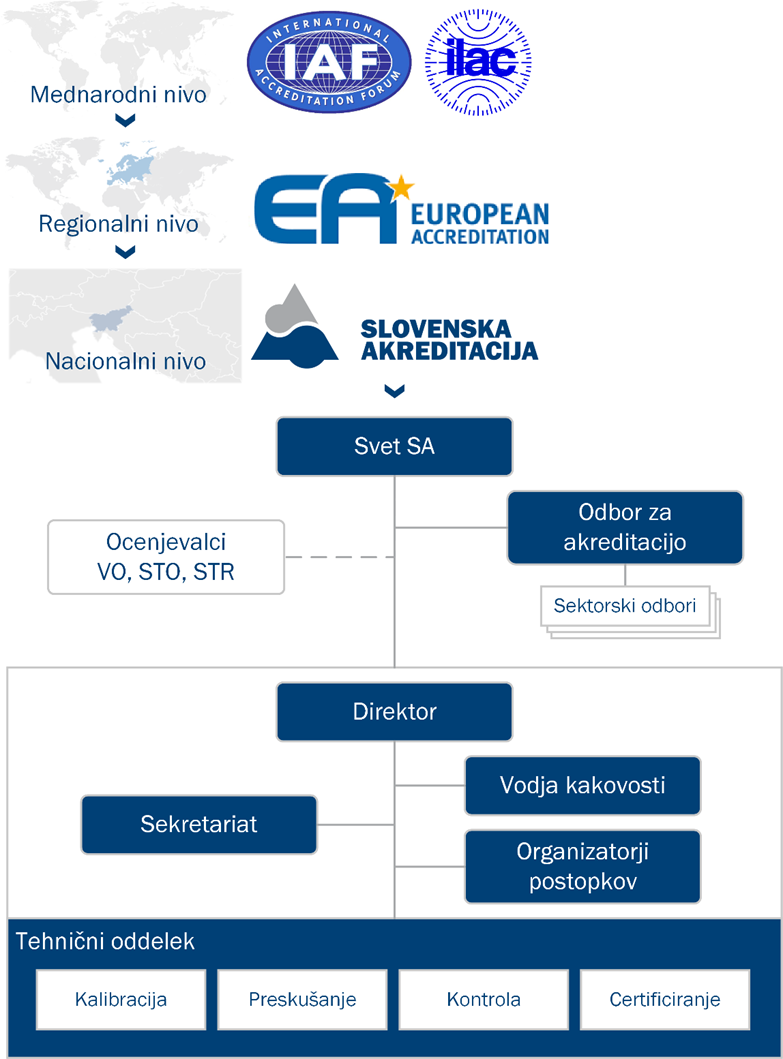 Mednarodni nivo
INTERNATIONAL
IAF
ACCREDITATION FORUM
ilac
Regionalni nivo
EA
EUROPEAN
ACCREDITATION
Nacionalni nivo
SLOVENSKA
AKREDITACIJA
Svet SA
Ocenjevalci
VO, STO, STR
Odbor za
akreditacijo
Sektorski odbori
Direktor
Vodja kakovosti
Sekretariat
Organizatorji
postopkov
Tehnični oddelek
Kalibracija
Preskušanje
Kontrola
Certificiranje